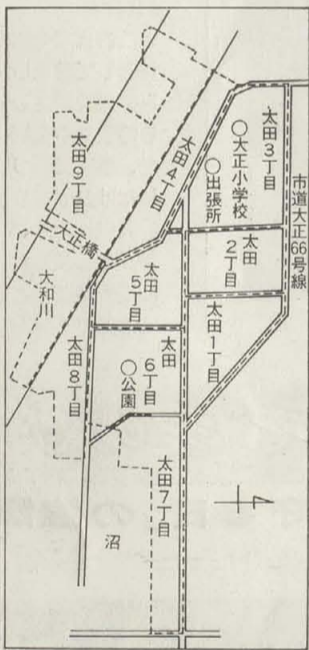 市道大正66号線
太田3丁目
○大正小学校
○出張所
太田4丁目
太田
2丁目
太田1丁目
太田
5丁目
太田
6丁目
○公園
太田7丁目
太田8丁目
太田9丁目
大正橋
大和川
沼